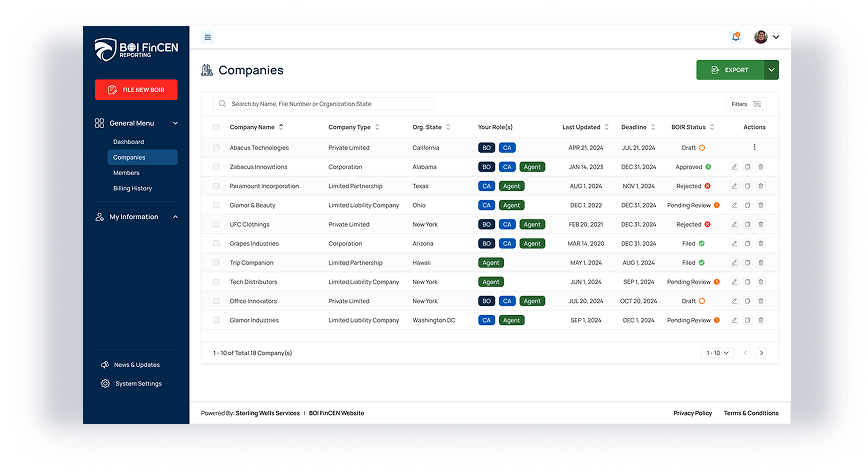 BOI FinCEN
REPORTING
FILE NEW BOIR
General Menu
Dashboard
Companies
Members
Billing History
My Information
News & Updates
System Settings
Companies
EXPORT
Search by Name, File Number or Organization State
Filters
Company Name Company Type Org. State Your Role(s) Last Updated Deadline BOIR Status Actions
Abacus Technologies Private Limited California BO CA APR 21, 2024 JUL 21, 2024 Draft
Zabacus Innovations Corporation Alabama BO CA Agent JAN 14, 2023 DEC 31, 2024 Approved
Paramount Incorporation Limited Partnership Texas CA Agent AUG 1, 2024 NOV 1, 2024 Rejected
Glamor & Beauty Limited Liability Company Ohio CA Agent DEC 1, 2022 DEC 31, 2024 Pending Review
UFC Clothings Private Limited New York BO CA Agent FEB 20, 2021 DEC 31, 2024 Rejected
Grapes Industries Corporation Arizona BO CA Agent MAR 14, 2020 DEC 31, 2024 Filed
Trip Companion Limited Partnership Hawaii Agent MAY 1, 2024 AUG 1, 2024 Filed
Tech Distributors Limited Liability Company New York Agent JUN 1, 2024 SEP 1, 2024 Pending Review
Office Innovators Private Limited New York BO CA Agent JUL 20, 2024 OCT 20, 2024 Draft
Glamor Industries Limited Liability Company Washington DC CA Agent SEP 1, 2024 DEC 1, 2024 Pending Review
1 - 10 of Total 18 Company(s)
1 - 10
Powered By: Sterling Wells Services | BOI FinCEN Website
Privacy Policy Terms & Conditions